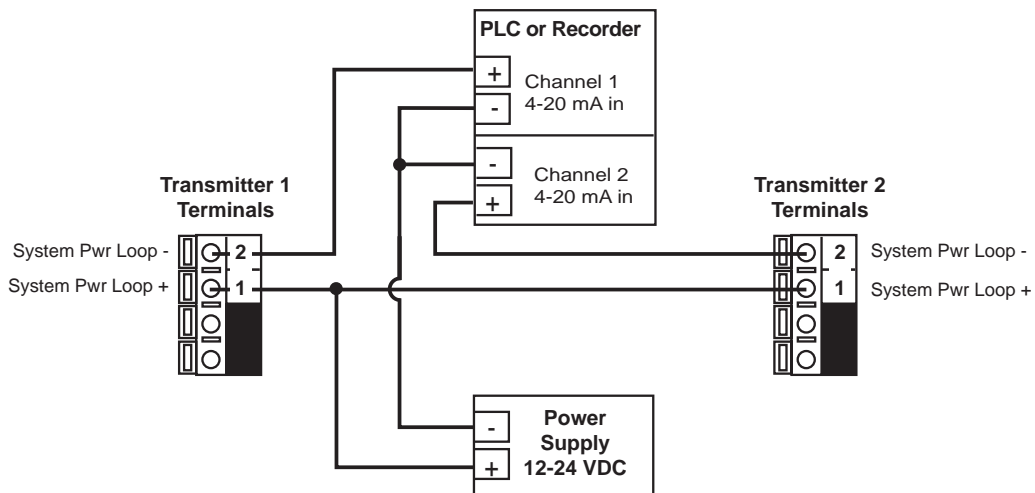 PLC or Recorder
+
Channel 1
4-20 mA in
-
-
Channel 2
4-20 mA in
+
Transmitter 1
Terminals
System Pwr Loop -
2
System Pwr Loop +
1
Transmitter 2
Terminals
2
System Pwr Loop -
1
System Pwr Loop +
-
+
Power
Supply
12-24 VDC